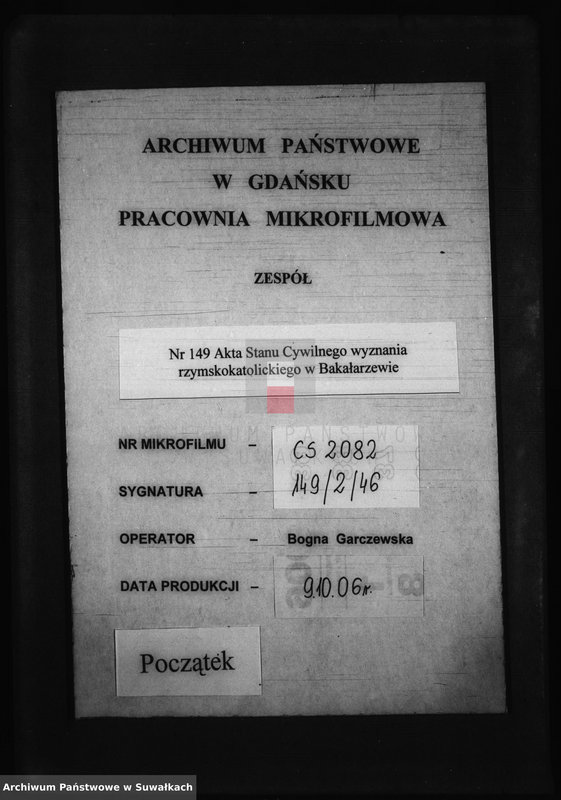 ARCHIWUM PAŃSTWOWE
W GDAŃSKU
PRACOWNIA MIKROFILMOWA
ZESPÓŁ
Nr 149 Akta Stanu Cywilnego wyznania
rzymskokatolickiego w Bakałarzewie
NR MIKROFILMU – CS 2082
SYGNATURA – 149/2/46
OPERATOR – Bogna Garczewska
DATA PRODUKCJI – 9.10.06r.
Początek
Archiwum Państwowe w Suwałkach